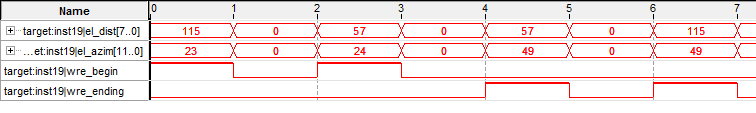 Name 0 1 2 3 4 5 6 7
target:inst19|el_dist[7..0] 115 0 57 0 57 0 115
...et:inst19|el_azim[11..0] 23 0 24 0 49 0 49
target:inst19|wre_begin
target:inst19|wre_ending